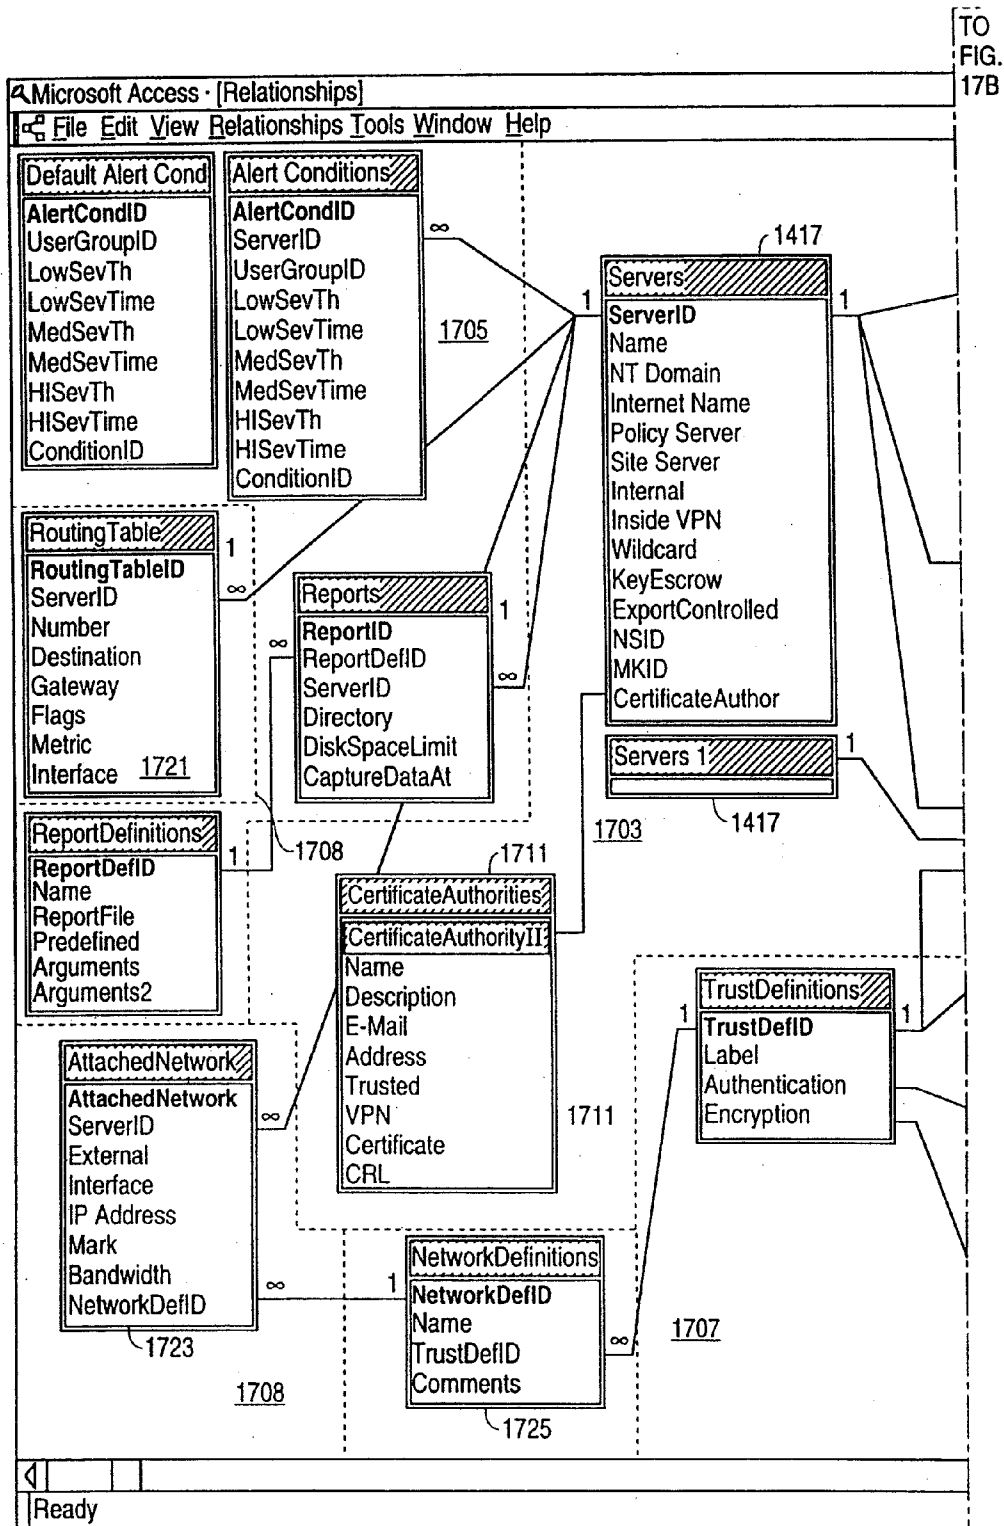 TO
FIG.
17B
Microsoft Access · [Relationships]
File Edit View Relationships Tools Window Help
Default Alert Cond
AlertCondID
UserGroupID
LowSevTh
LowSevTime
MedSevTh
MedSevTime
HISevTh
HISevTime
ConditionID
Alert Conditions
AlertCondID
ServerID
UserGroupID
LowSevTh
LowSevTime
MedSevTh
MedSevTime
HISevTh
HISevTime
ConditionID
∞
1705
1417
1
Servers
1
ServerID
Name
NT Domain
Internet Name
Policy Server
Site Server
Internal
Inside VPN
Wildcard
KeyEscrow
ExportControlled
NSID
MKID
CertificateAuthor
Servers 1
1
1417
1703
RoutingTable
1
RoutingTableID
∞
ServerID
Number
Destination
Gateway
Flags
Metric
Interface
1721
Reports
1
ReportID
∞
ReportDefID
∞
ServerID
Directory
DiskSpaceLimit
CaptureDataAt
1708
ReportDefinitions
1
ReportDefID
Name
ReportFile
Predefined
Arguments
Arguments2
1711
CertificateAuthorities
CertificateAuthorityII
Name
Description
E-Mail
Address
Trusted
VPN
Certificate
CRL
1711
TrustDefinitions
1
1
TrustDefID
Label
Authentication
Encryption
AttachedNetwork
AttachedNetwork
∞
ServerID
External
Interface
IP Address
Mark
Bandwidth
∞
NetworkDefID
1723
1708
NetworkDefinitions
1
NetworkDefID
Name
∞
TrustDefID
Comments
1725
1707
Ready